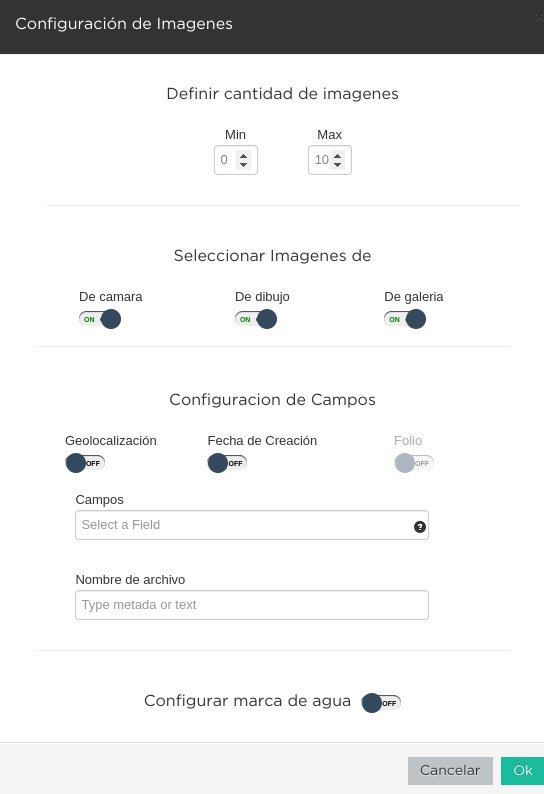 Configuración de Imagenes
Definir cantidad de imagenes
Min Max
0 10
Seleccionar Imagenes de
De camara De dibujo De galeria
ON ON ON
Configuracion de Campos
Geolocalización Fecha de Creación Folio
OFF OFF OFF
Campos
Select a Field ?
Nombre de archivo
Type metada or text
Configurar marca de agua OFF
Cancelar Ok